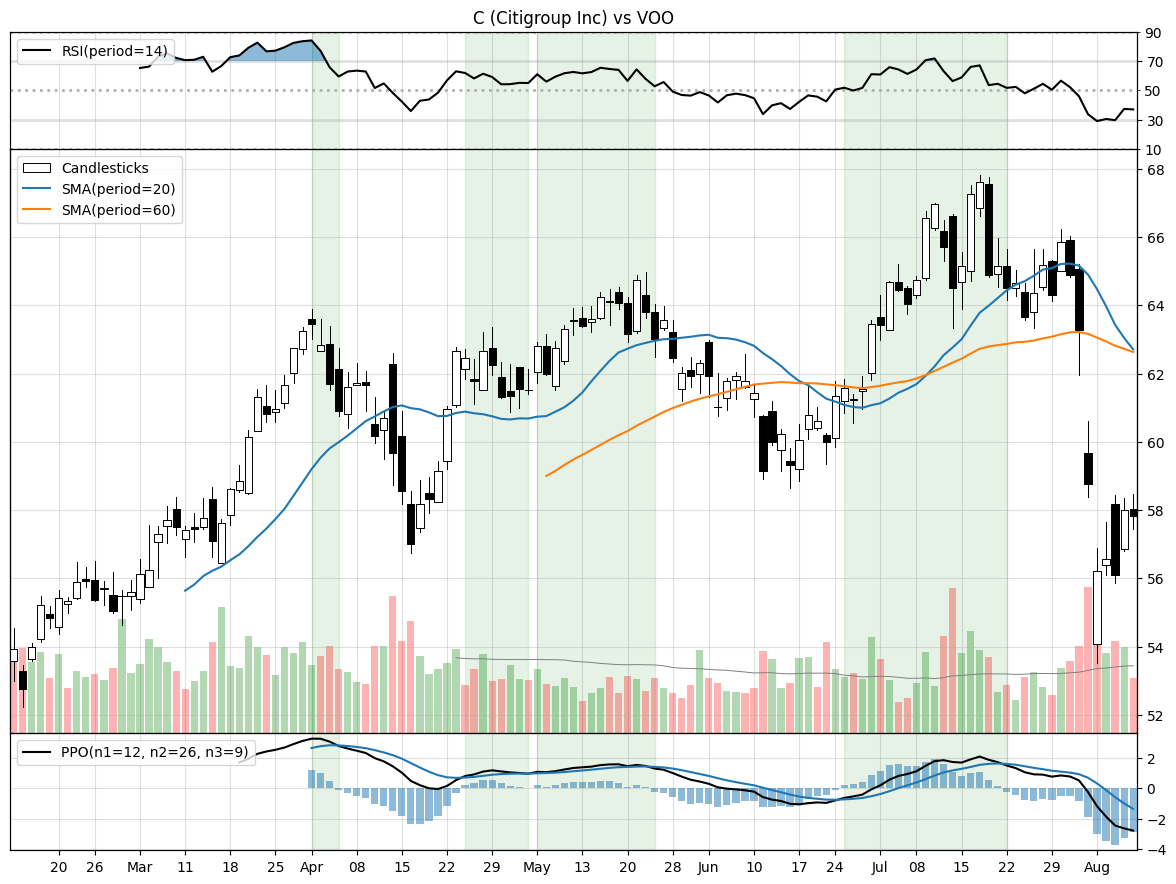 C (Citigroup Inc) vs VOO
RSI(period=14)
90
70
50
30
10
Candlesticks
SMA(period=20)
SMA(period=60)
68
66
64
62
60
58
56
54
52
PPO(n1=12, n2=26, n3=9)
2
0
−2
−4
20 26 Mar 11 18 25 Apr 08 15 22 29 May 13 20 28 Jun 10 17 24 Jul 08 15 22 29 Aug